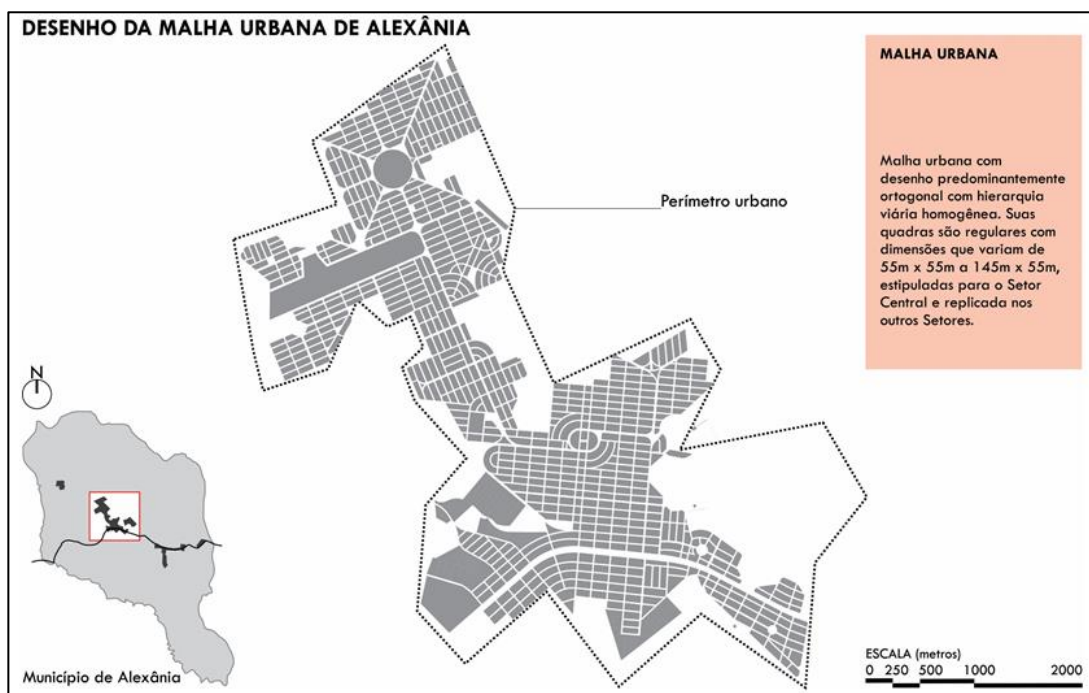 DESENHO DA MALHA URBANA DE ALEXÂNIA
MALHA URBANA
Malha urbana com
desenho predominantemente
ortogonal com hierarquia
viária homogênea. Suas
quadras são regulares com
dimensões que variam de
55m x 55m a 145m x 55m,
estipuladas para o Setor
Central e replicada nos
outros Setores.
Perímetro urbano
N
Município de Alexânia
ESCALA (metros)
0 250 500 1000 2000